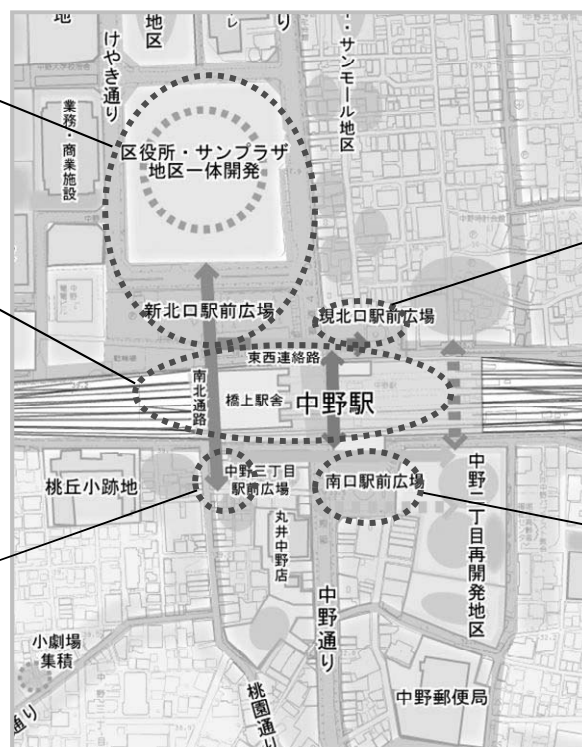 地
けやき通り
地区
サンモール地区
業務・商業施設
区役所・サンプラザ
地区一体開発
新北口駅前広場
現北口駅前広場
東西連絡路
南北通路
橋上駅舎
中野駅
桃丘小跡地
中野三丁目
駅前広場
南口駅前広場
丸井中野店
中野二丁目再開発地区
中野通り
小劇場
集積
桃園通り
中野郵便局
通り